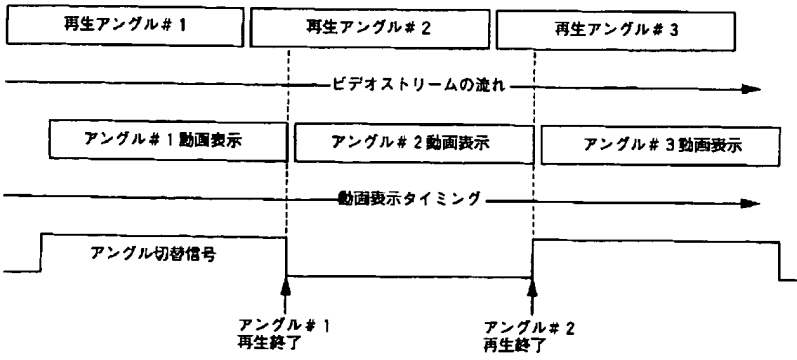 再生アングル＃１
再生アングル＃２
再生アングル＃３
ビデオストリームの流れ
アングル＃１動画表示
アングル＃２動画表示
アングル＃３動画表示
動画表示タイミング
アングル切替信号
アングル＃１
再生終了
アングル＃２
再生終了